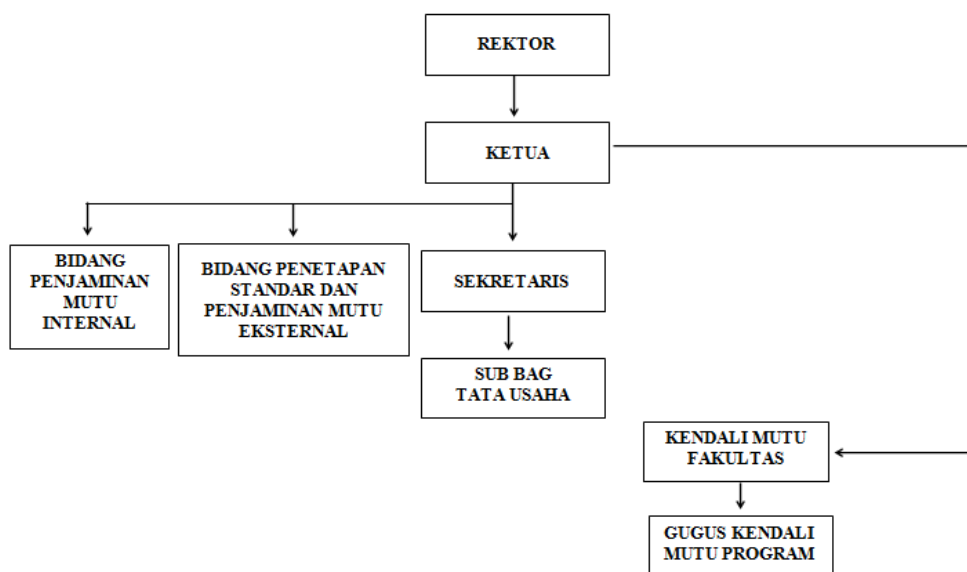 REKTOR
KETUA
BIDANG
PENJAMINAN
MUTU
INTERNAL
BIDANG PENETAPAN
STANDAR DAN
PENJAMINAN MUTU
EKSTERNAL
SEKRETARIS
SUB BAG
TATA USAHA
KENDALI MUTU
FAKULTAS
GUGUS KENDALI
MUTU PROGRAM